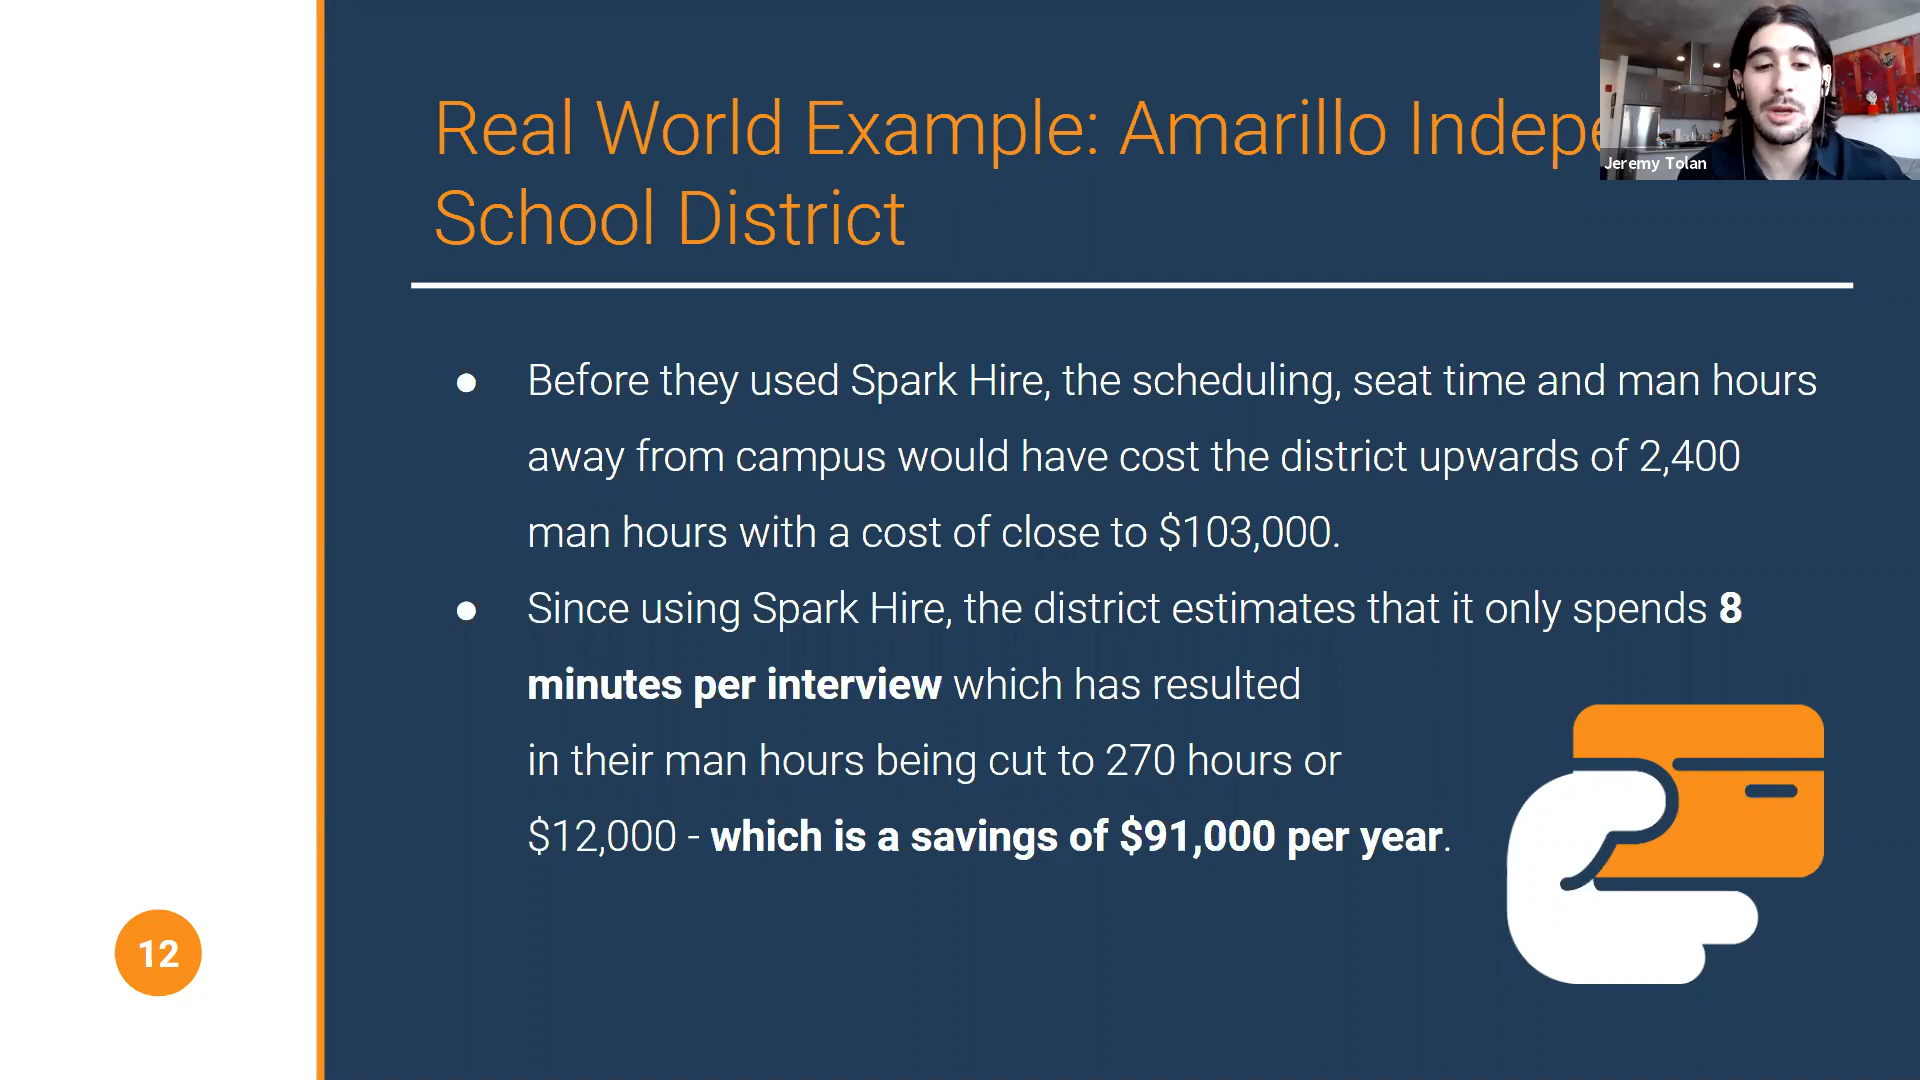 Real World Example: Amarillo Indepe
School District
Jeremy Tolan
● Before they used Spark Hire, the scheduling, seat time and man hours
away from campus would have cost the district upwards of 2,400
man hours with a cost of close to $103,000.
● Since using Spark Hire, the district estimates that it only spends 8
minutes per interview which has resulted
in their man hours being cut to 270 hours or
$12,000 - which is a savings of $91,000 per year.
12